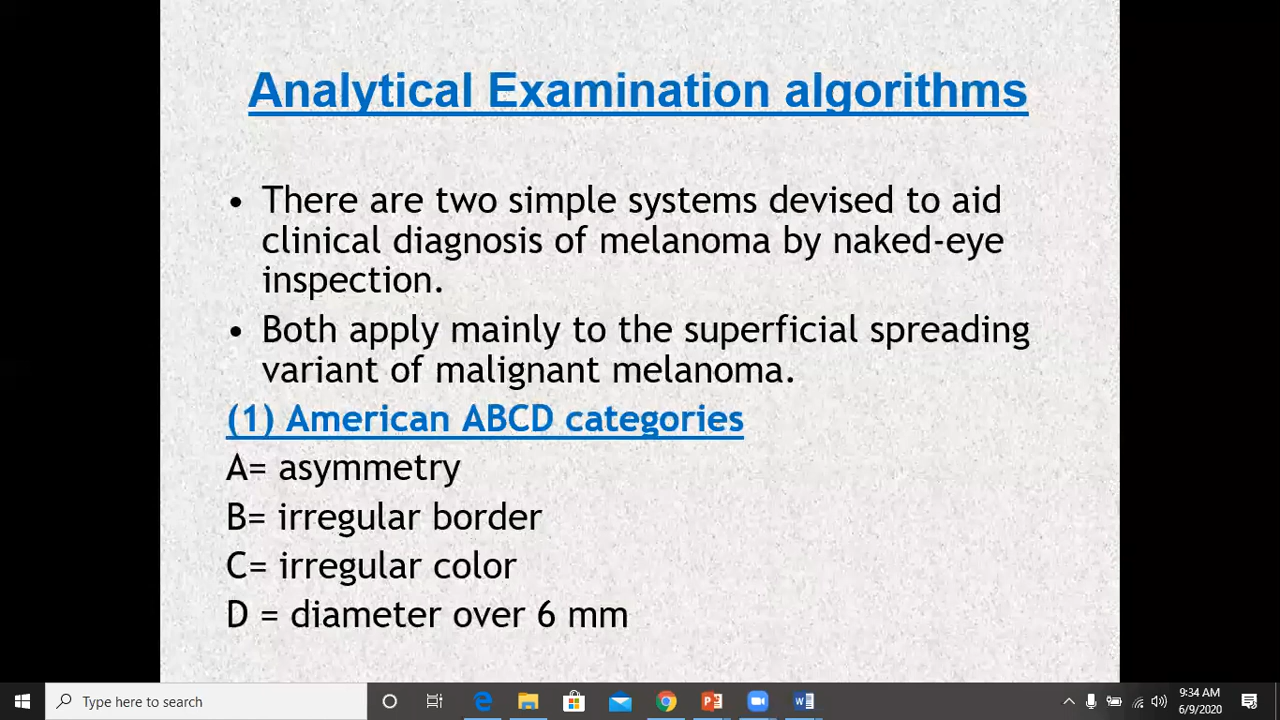 Analytical Examination algorithms
• There are two simple systems devised to aid
clinical diagnosis of melanoma by naked-eye
inspection.
• Both apply mainly to the superficial spreading
variant of malignant melanoma.
(1) American ABCD categories
A= asymmetry
B= irregular border
C= irregular color
D = diameter over 6 mm
Type here to search
9:34 AM
6/9/2020